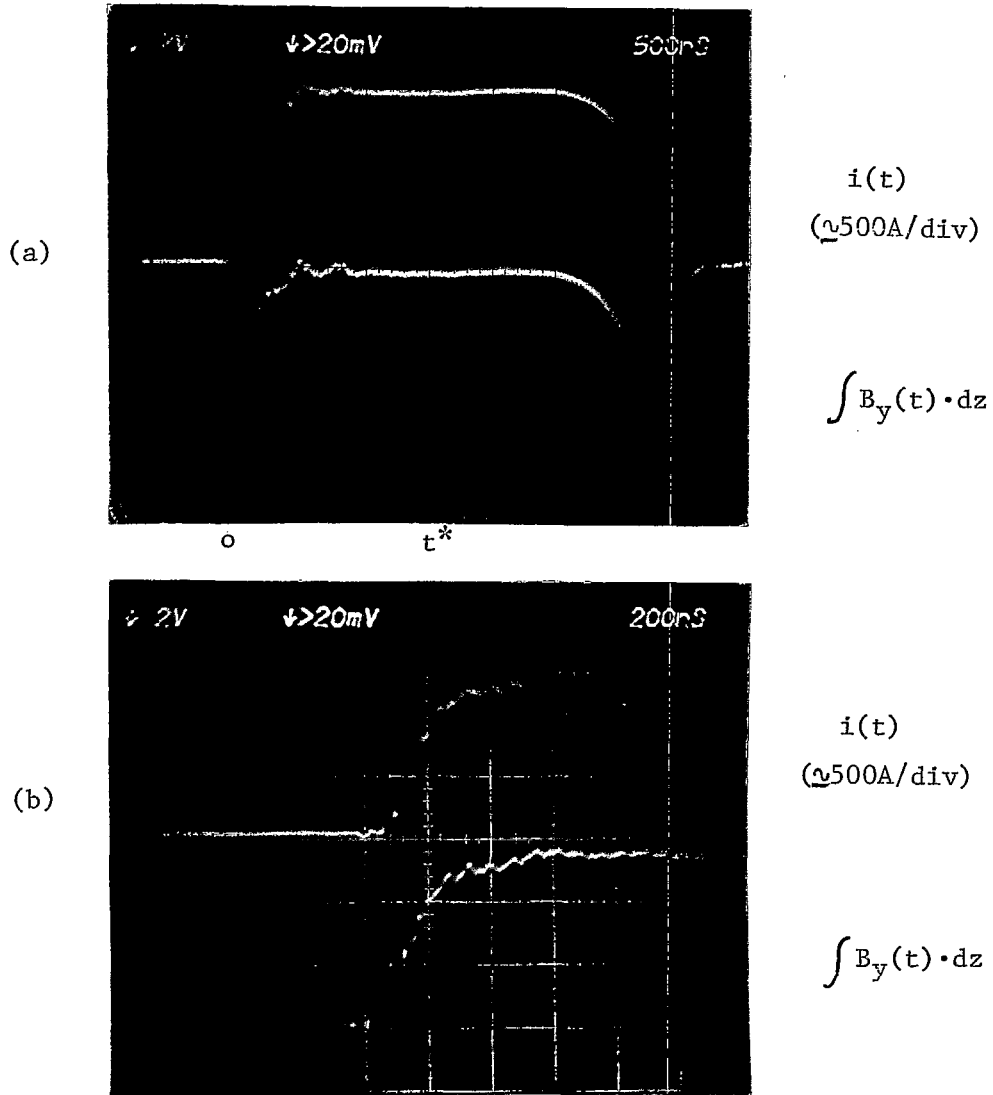 ↓>20mV 500nS
(a)
i(t)
(≃500A/div)
∫ B_y(t)·dz
o t*
↓ 2V ↓>20mV 200nS
(b)
i(t)
(≃500A/div)
∫ B_y(t)·dz